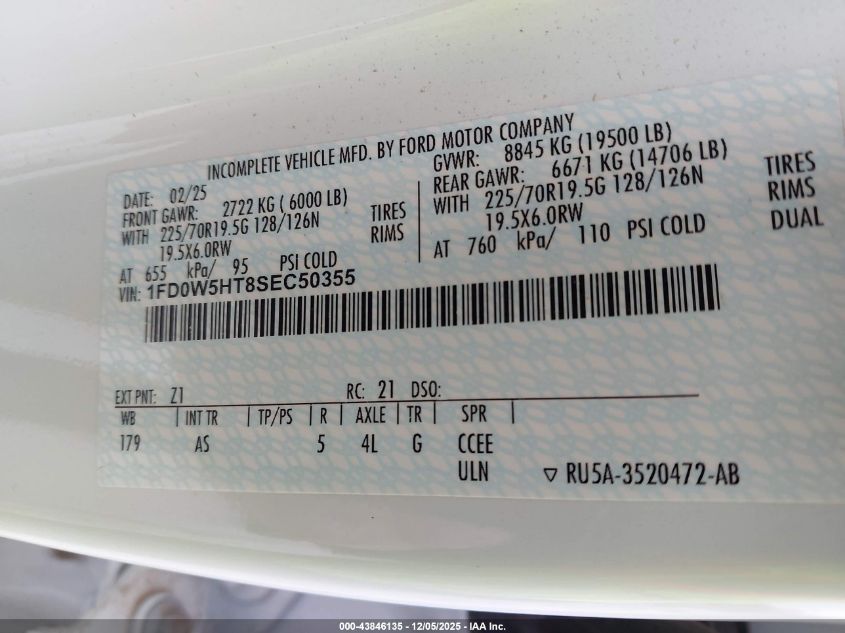 INCOMPLETE VEHICLE MFD. BY FORD MOTOR COMPANY
DATE: 02/25
FRONT GAWR: 2722 KG ( 6000 LB)
WITH 225/70R19.5G 128/126N TIRES
19.5X6.0RW RIMS
AT 655 kPa/ 95 PSI COLD
GVWR: 8845 KG (19500 LB)
REAR GAWR: 6671 KG (14706 LB)
WITH 225/70R19.5G 128/126N TIRES
19.5X6.0RW RIMS
AT 760 kPa/ 110 PSI COLD DUAL
VIN: 1FD0W5HT8SEC50355
EXT PNT: Z1 RC: 21 DSO:
WB | INT TR | TP/PS | R | AXLE | TR | SPR |
179 AS 5 4L G CCEE
ULN ▽ RU5A-3520472-AB
000-43846135 - 12/05/2025 - IAA Inc.